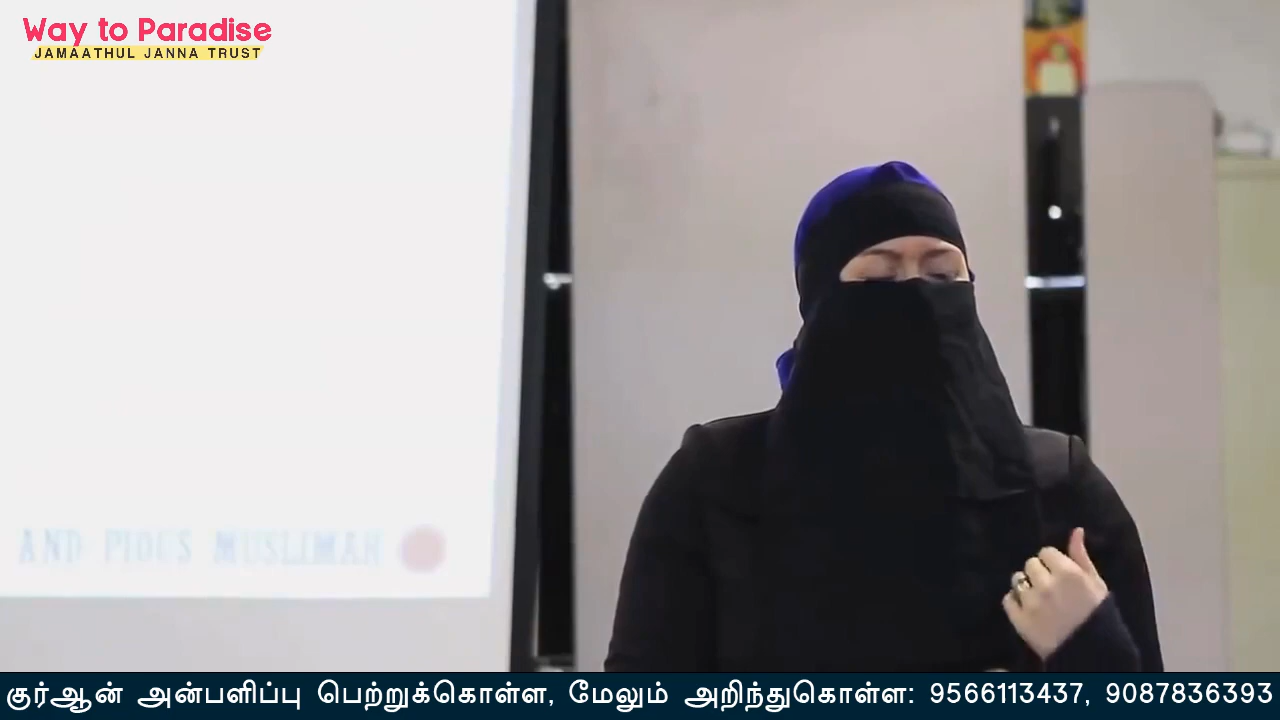 Way to Paradise
JAMAATHUL JANNA TRUST
AND PIOUS MUSLIMAH
குர்ஆன் அன்பளிப்பு பெற்றுக்கொள்ள, மேலும் அறிந்துகொள்ள: 9566113437, 9087836393